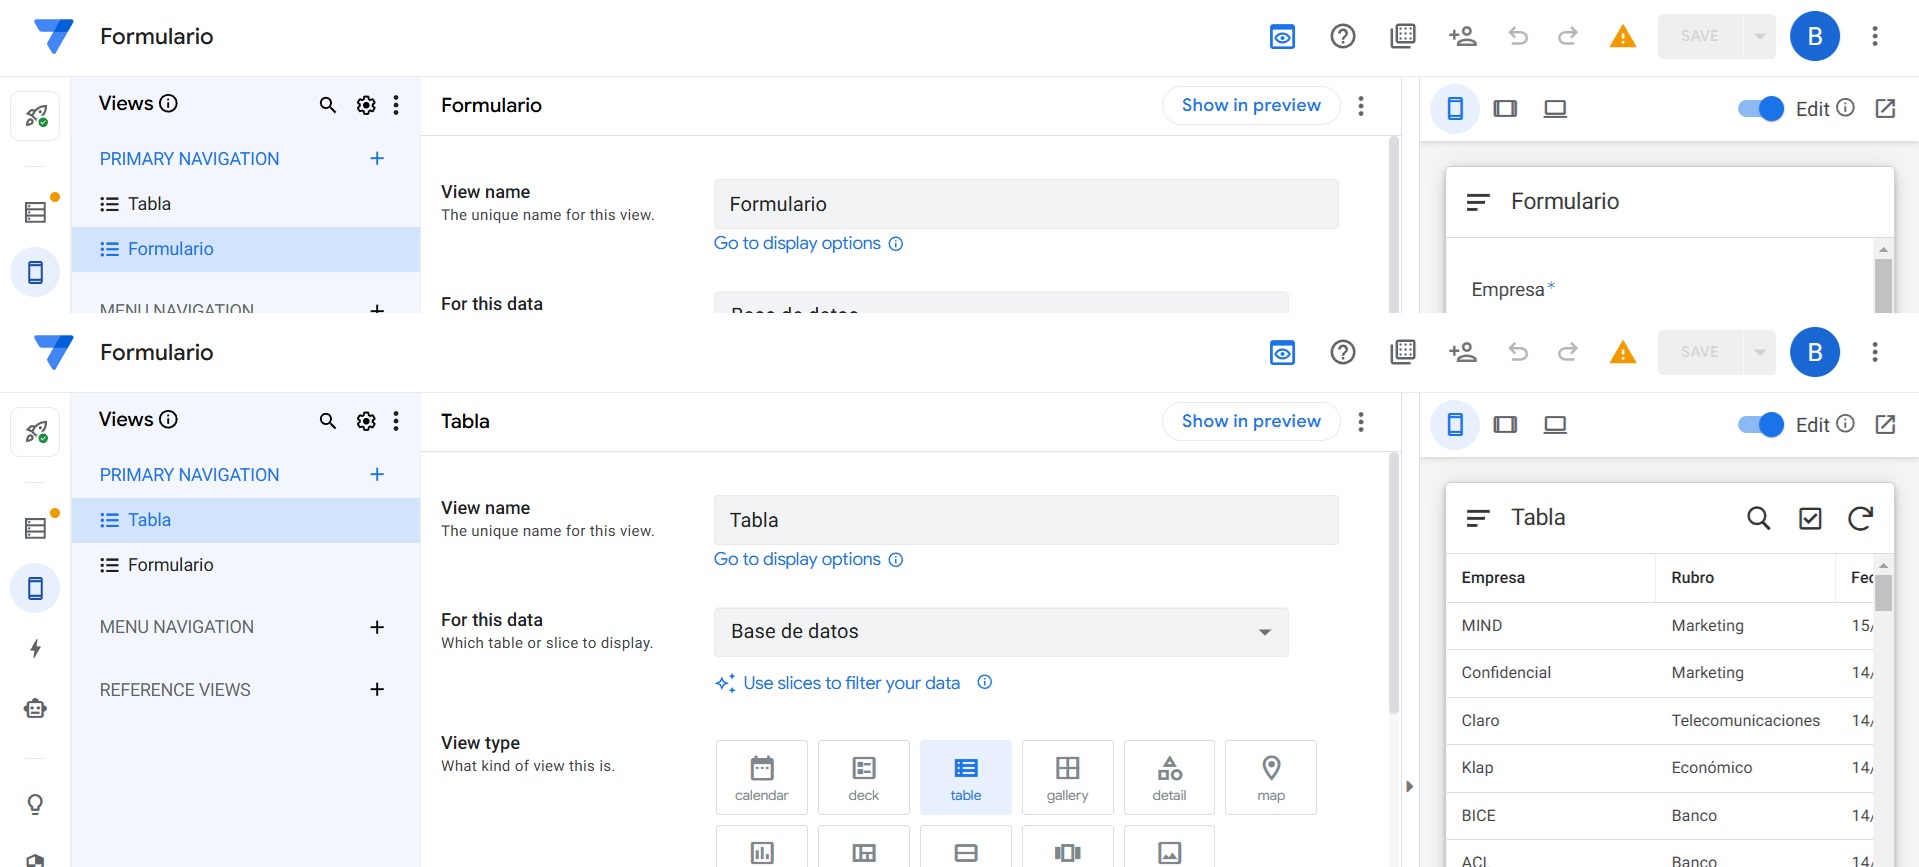 Formulario
SAVE
B
Views
PRIMARY NAVIGATION
Tabla
Formulario
MENU NAVIGATION
Formulario
Show in preview
View name
The unique name for this view.
Formulario
Go to display options
For this data
Base de datos
Edit
Formulario
Empresa*
Formulario
SAVE
B
Views
PRIMARY NAVIGATION
Tabla
Formulario
MENU NAVIGATION
REFERENCE VIEWS
Tabla
Show in preview
View name
The unique name for this view.
Tabla
Go to display options
For this data
Which table or slice to display.
Base de datos
Use slices to filter your data
View type
What kind of view this is.
calendar deck table gallery detail map
Edit
Tabla
Empresa Rubro Fec
MIND Marketing 15/
Confidencial Marketing 14/
Claro Telecomunicaciones 14/
Klap Económico 14/
BICE Banco 14/
ACL Banco 14/